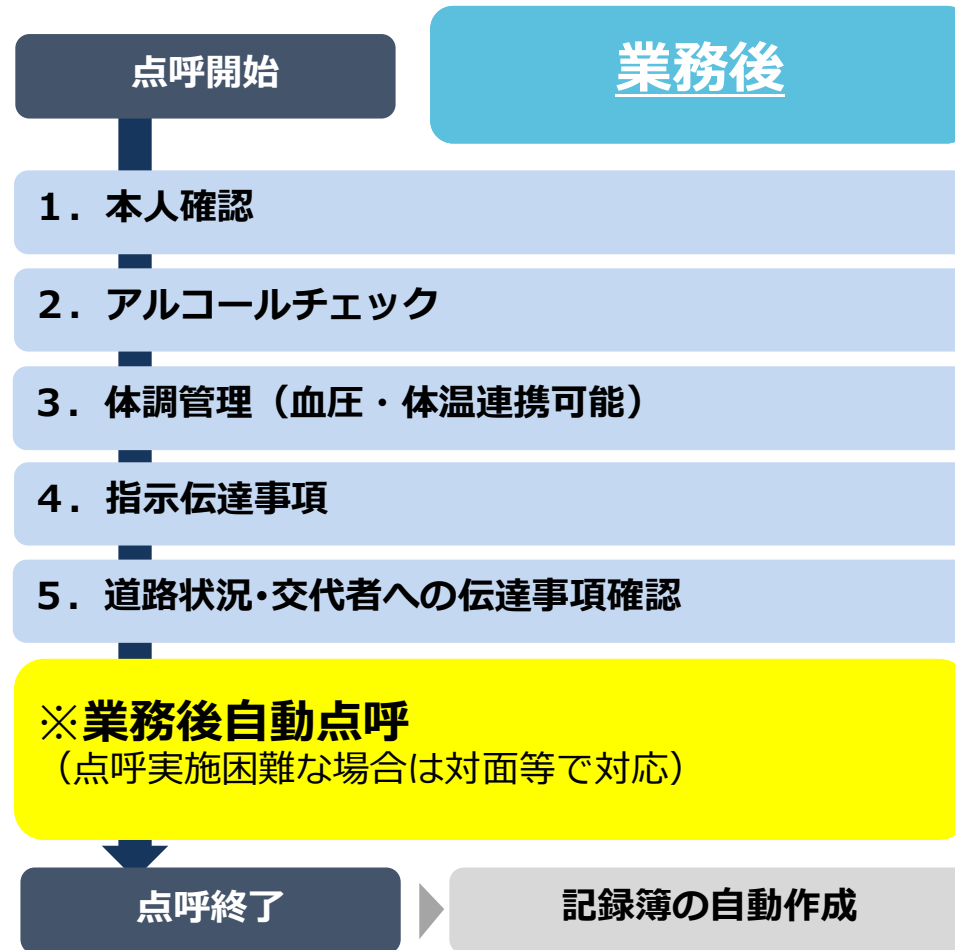 点呼開始
業務後
１．本人確認
２．アルコールチェック
３．体調管理（血圧・体温連携可能）
４．指示伝達事項
５．道路状況･交代者への伝達事項確認
※業務後自動点呼
（点呼実施困難な場合は対面等で対応）
点呼終了
記録簿の自動作成